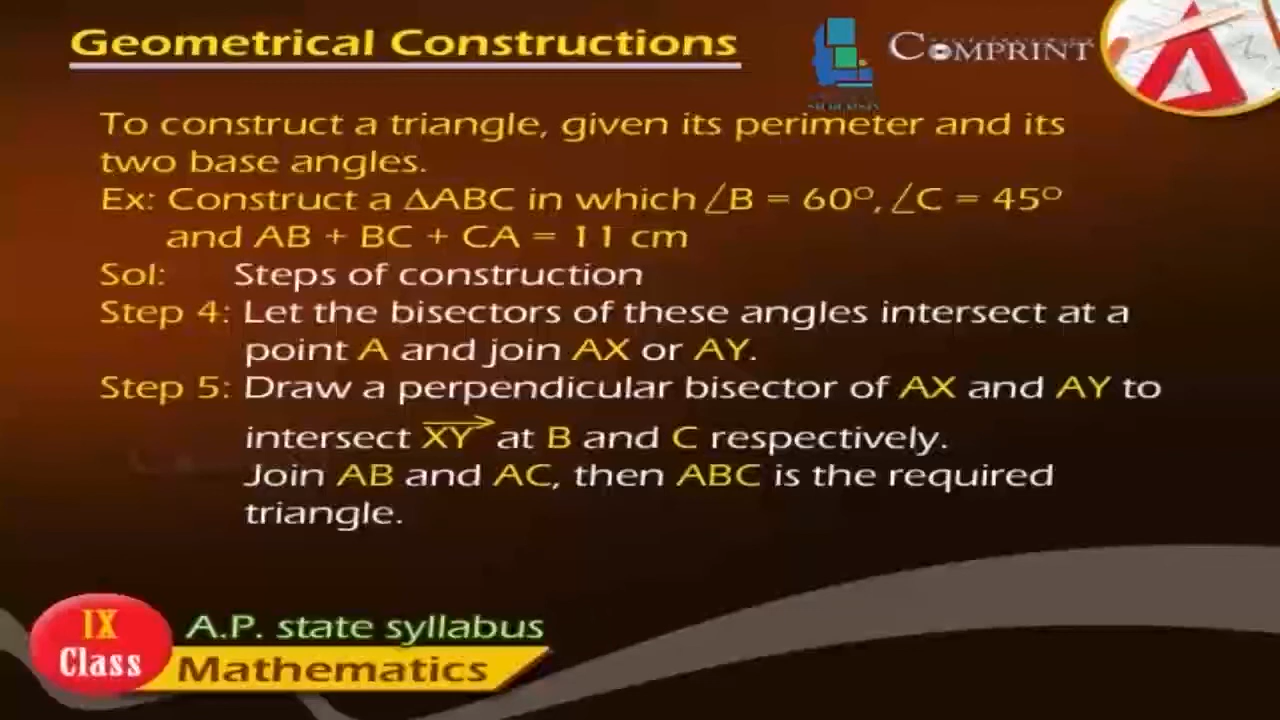 Geometrical Constructions
COMPRINT
To construct a triangle, given its perimeter and its
two base angles.
Ex: Construct a ΔABC in which ∠B = 60⁰, ∠C = 45⁰
and AB + BC + CA = 11 cm
Sol: Steps of construction
Step 4: Let the bisectors of these angles intersect at a
point A and join AX or AY.
Step 5: Draw a perpendicular bisector of AX and AY to
intersect XY→ at B and C respectively.
Join AB and AC, then ABC is the required
triangle.
IX
Class
A.P. state syllabus
Mathematics